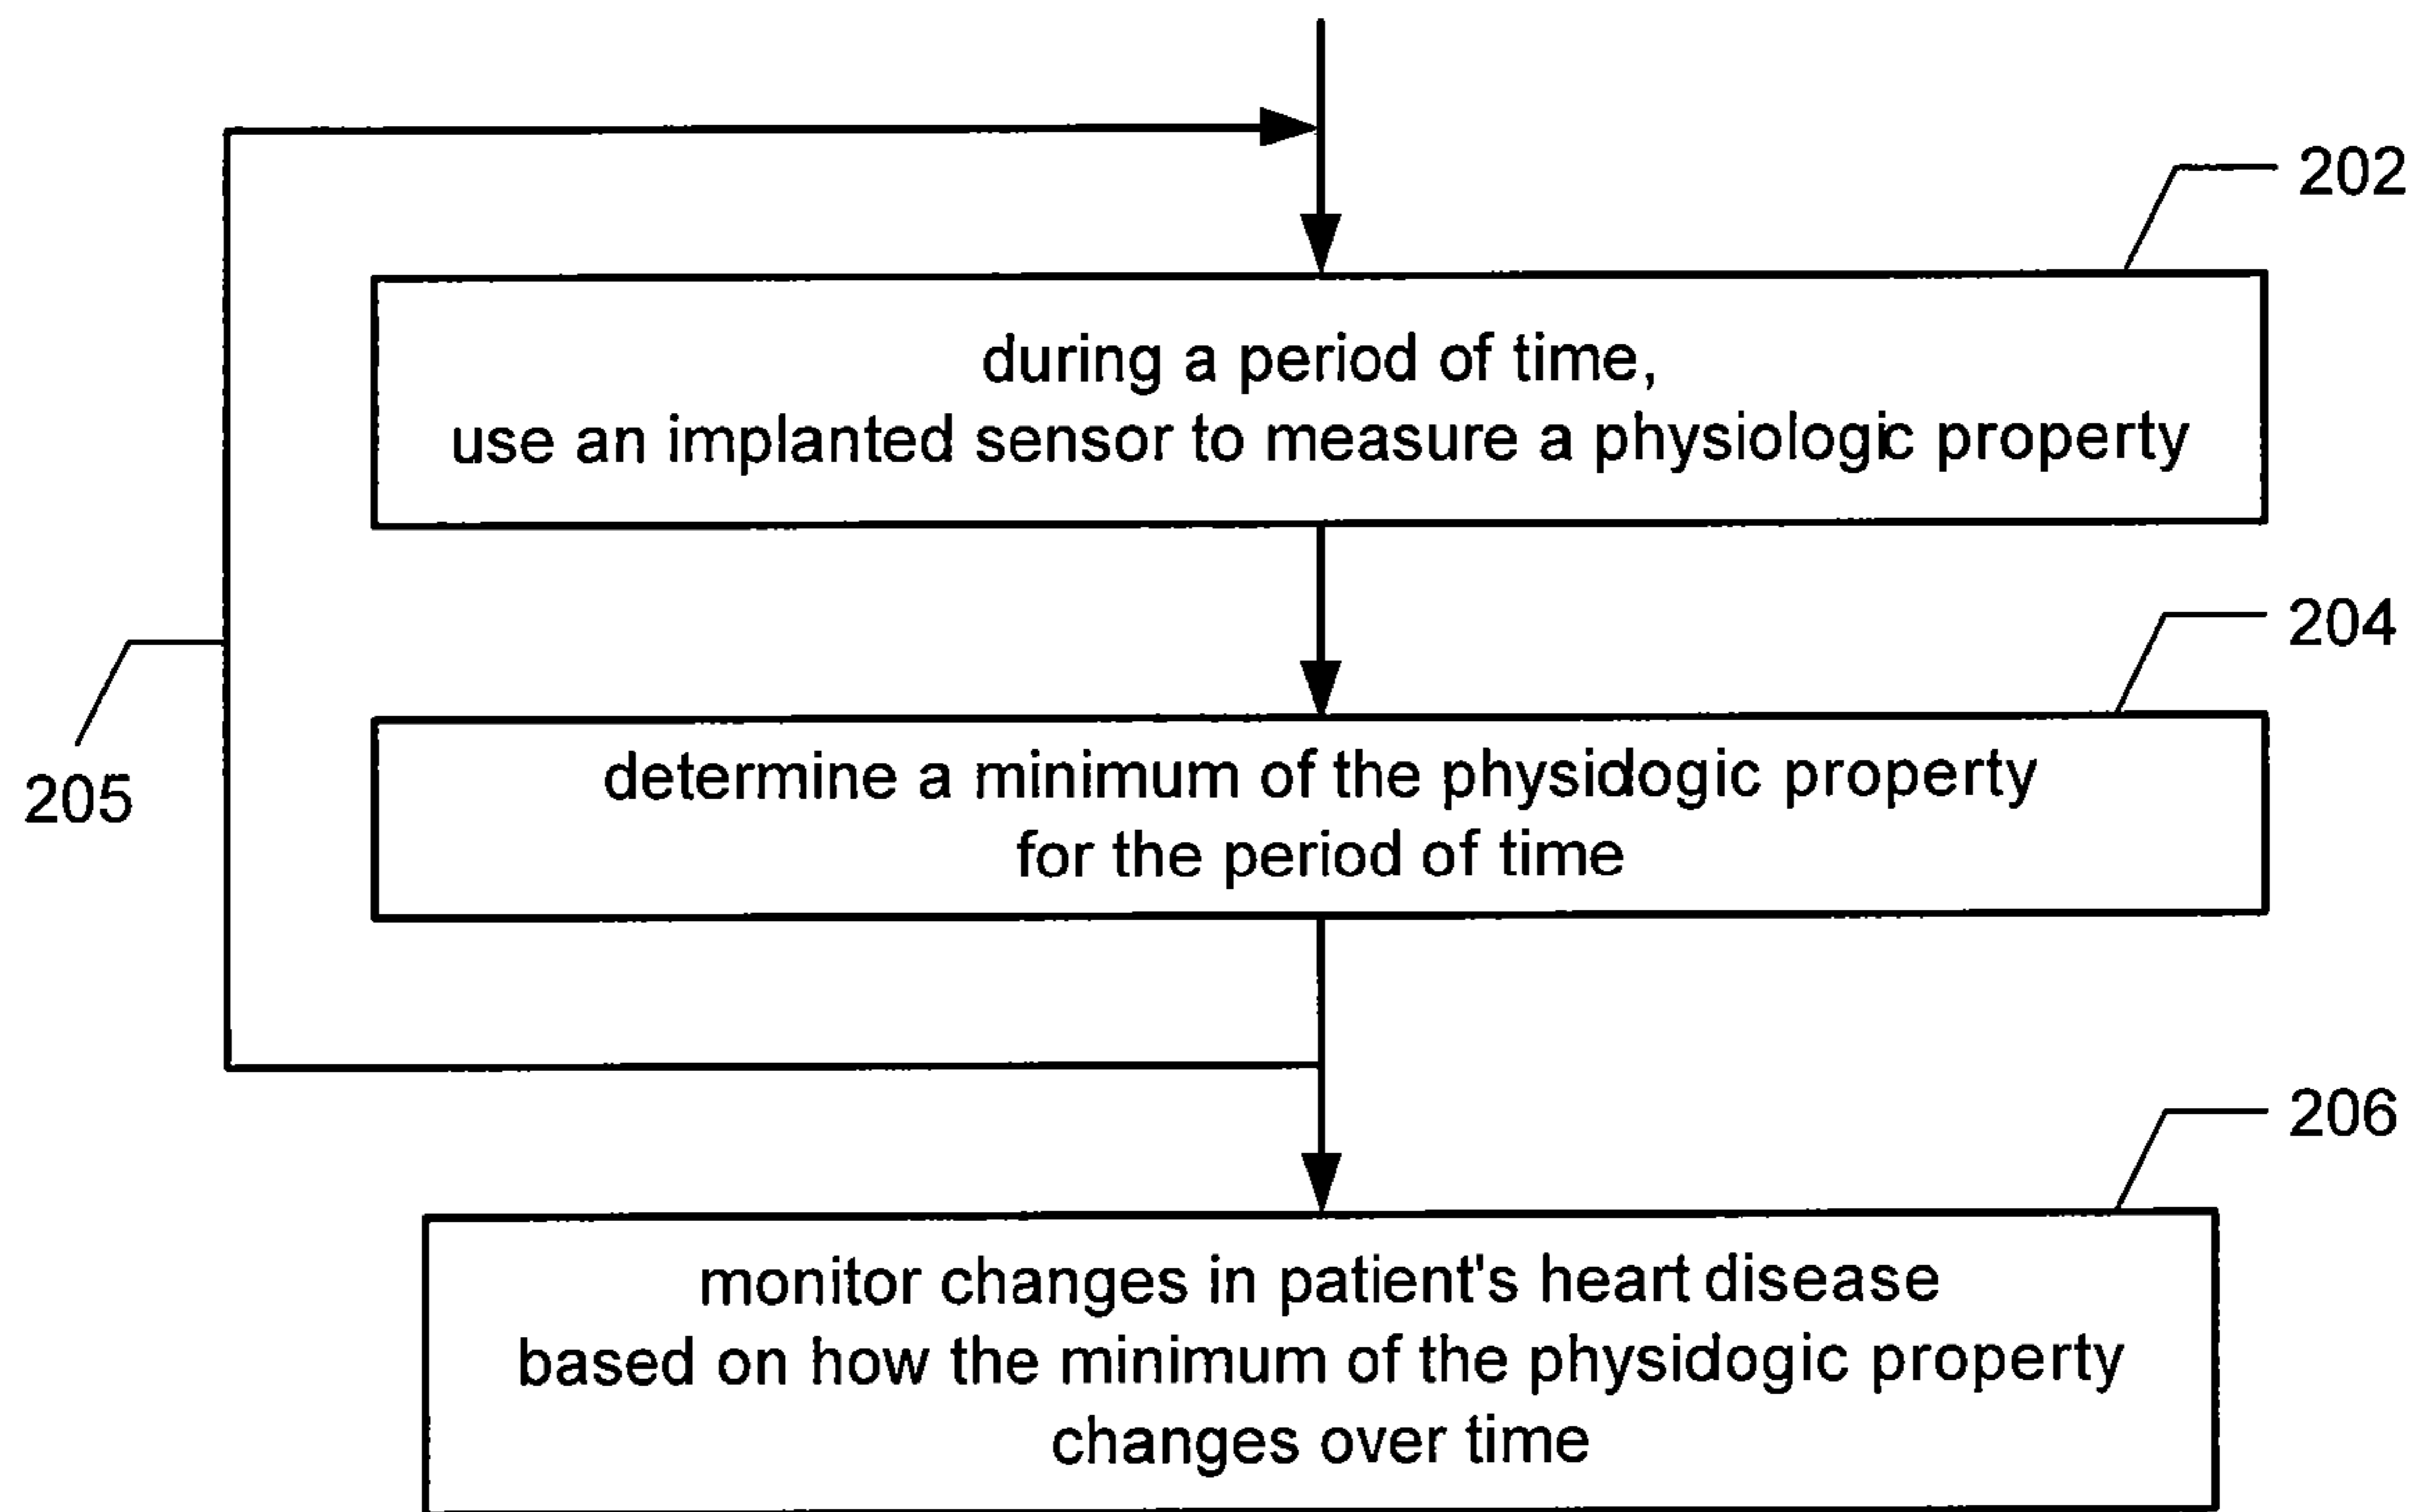 202
during a period of time,
use an implanted sensor to measure a physiologic property
204
determine a minimum of the physidogic property
for the period of time
205
206
monitor changes in patient's heart disease
based on how the minimum of the physidogic property
changes over time